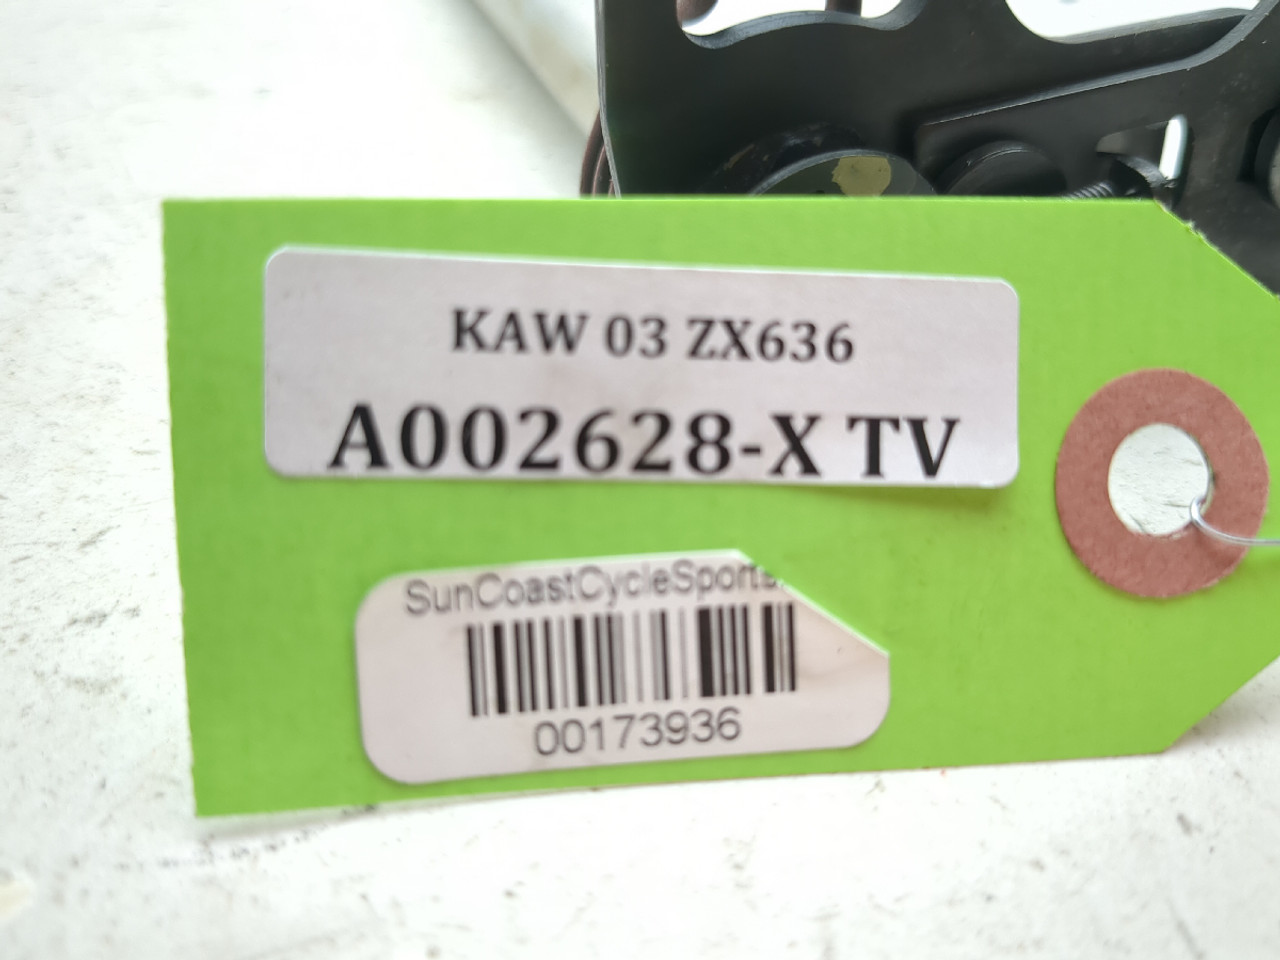 KAW 03 ZX636
A002628-X TV
SunCoastCycleSports
00173936